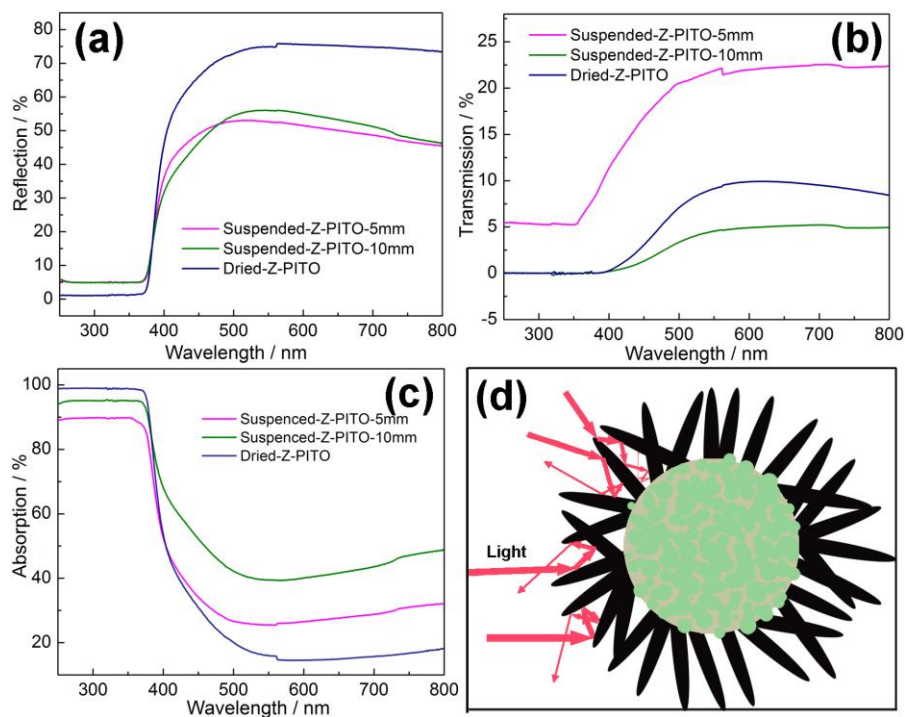 (a)
Reflection / %
90
80
70
60
50
40
30
20
10
0
Suspended-Z-PITO-5mm
Suspended-Z-PITO-10mm
Dried-Z-PITO
300 400 500 600 700 800
Wavelength / nm
(b)
Transmission / %
25
20
15
10
5
0
-5
Suspended-Z-PITO-5mm
Suspended-Z-PITO-10mm
Dried-Z-PITO
300 400 500 600 700 800
Wavelength / nm
(c)
Absorption / %
100
80
60
40
20
Suspenced-Z-PITO-5mm
Suspenced-Z-PITO-10mm
Dried-Z-PITO
300 400 500 600 700 800
Wavelength / nm
(d)
Light